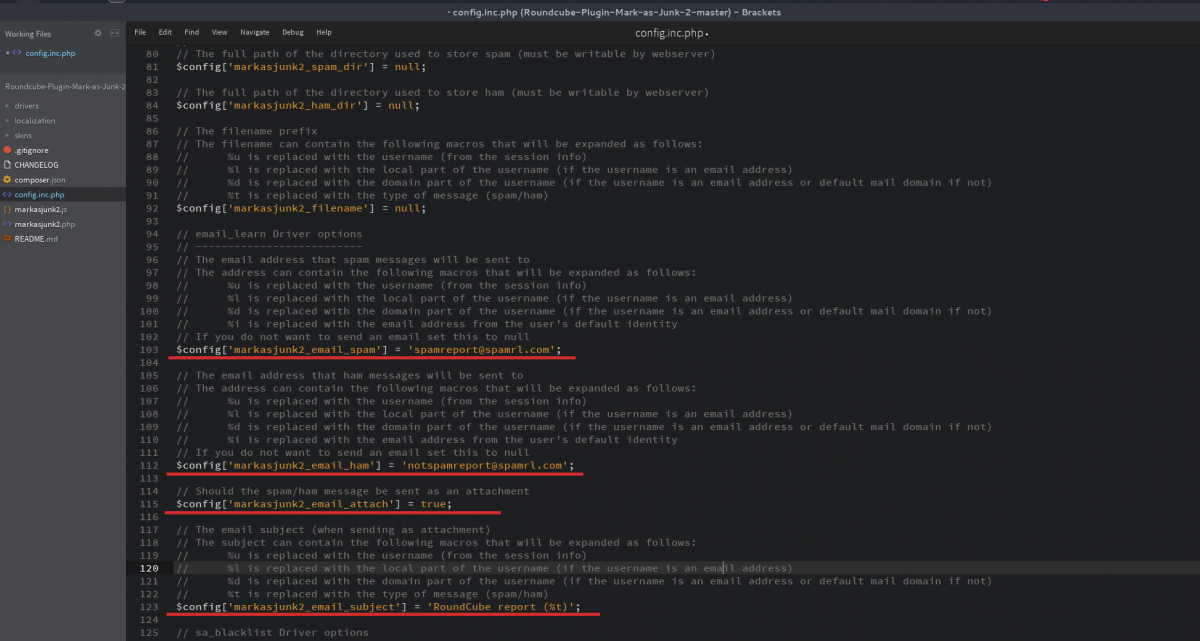 · config.inc.php (Roundcube-Plugin-Mark-as-Junk-2-master) - Brackets
Working Files
• config.inc.php
Roundcube-Plugin-Mark-as-Junk-2
drivers
localization
skins
.gitignore
CHANGELOG
composer.json
config.inc.php
markasjunk2.js
markasjunk2.php
README.md
File Edit Find View Navigate Debug Help
config.inc.php •
80 // The full path of the directory used to store spam (must be writable by webserver)
81 $config['markasjunk2_spam_dir'] = null;
82
83 // The full path of the directory used to store ham (must be writable by webserver)
84 $config['markasjunk2_ham_dir'] = null;
85
86 // The filename prefix
87 // The filename can contain the following macros that will be expanded as follows:
88 //      %u is replaced with the username (from the session info)
89 //      %l is replaced with the local part of the username (if the username is an email address)
90 //      %d is replaced with the domain part of the username (if the username is an email address or default mail domain if not)
91 //      %t is replaced with the type of message (spam/ham)
92 $config['markasjunk2_filename'] = null;
93
94 // email_learn Driver options
95 // --------------------------
96 // The email address that spam messages will be sent to
97 // The address can contain the following macros that will be expanded as follows:
98 //      %u is replaced with the username (from the session info)
99 //      %l is replaced with the local part of the username (if the username is an email address)
100 //      %d is replaced with the domain part of the username (if the username is an email address or default mail domain if not)
101 //      %i is replaced with the email address from the user's default identity
102 // If you do not want to send an email set this to null
103 $config['markasjunk2_email_spam'] = 'spamreport@spamrl.com';
104
105 // The email address that ham messages will be sent to
106 // The address can contain the following macros that will be expanded as follows:
107 //      %u is replaced with the username (from the session info)
108 //      %l is replaced with the local part of the username (if the username is an email address)
109 //      %d is replaced with the domain part of the username (if the username is an email address or default mail domain if not)
110 //      %i is replaced with the email address from the user's default identity
111 // If you do not want to send an email set this to null
112 $config['markasjunk2_email_ham'] = 'notspamreport@spamrl.com';
113
114 // Should the spam/ham message be sent as an attachment
115 $config['markasjunk2_email_attach'] = true;
116
117 // The email subject (when sending as attachment)
118 // The subject can contain the following macros that will be expanded as follows:
119 //      %u is replaced with the username (from the session info)
120 //      %l is replaced with the local part of the username (if the username is an email address)
121 //      %d is replaced with the domain part of the username (if the username is an email address or default mail domain if not)
122 //      %t is replaced with the type of message (spam/ham)
123 $config['markasjunk2_email_subject'] = 'RoundCube report (%t)';
124
125 // sa_blacklist Driver options